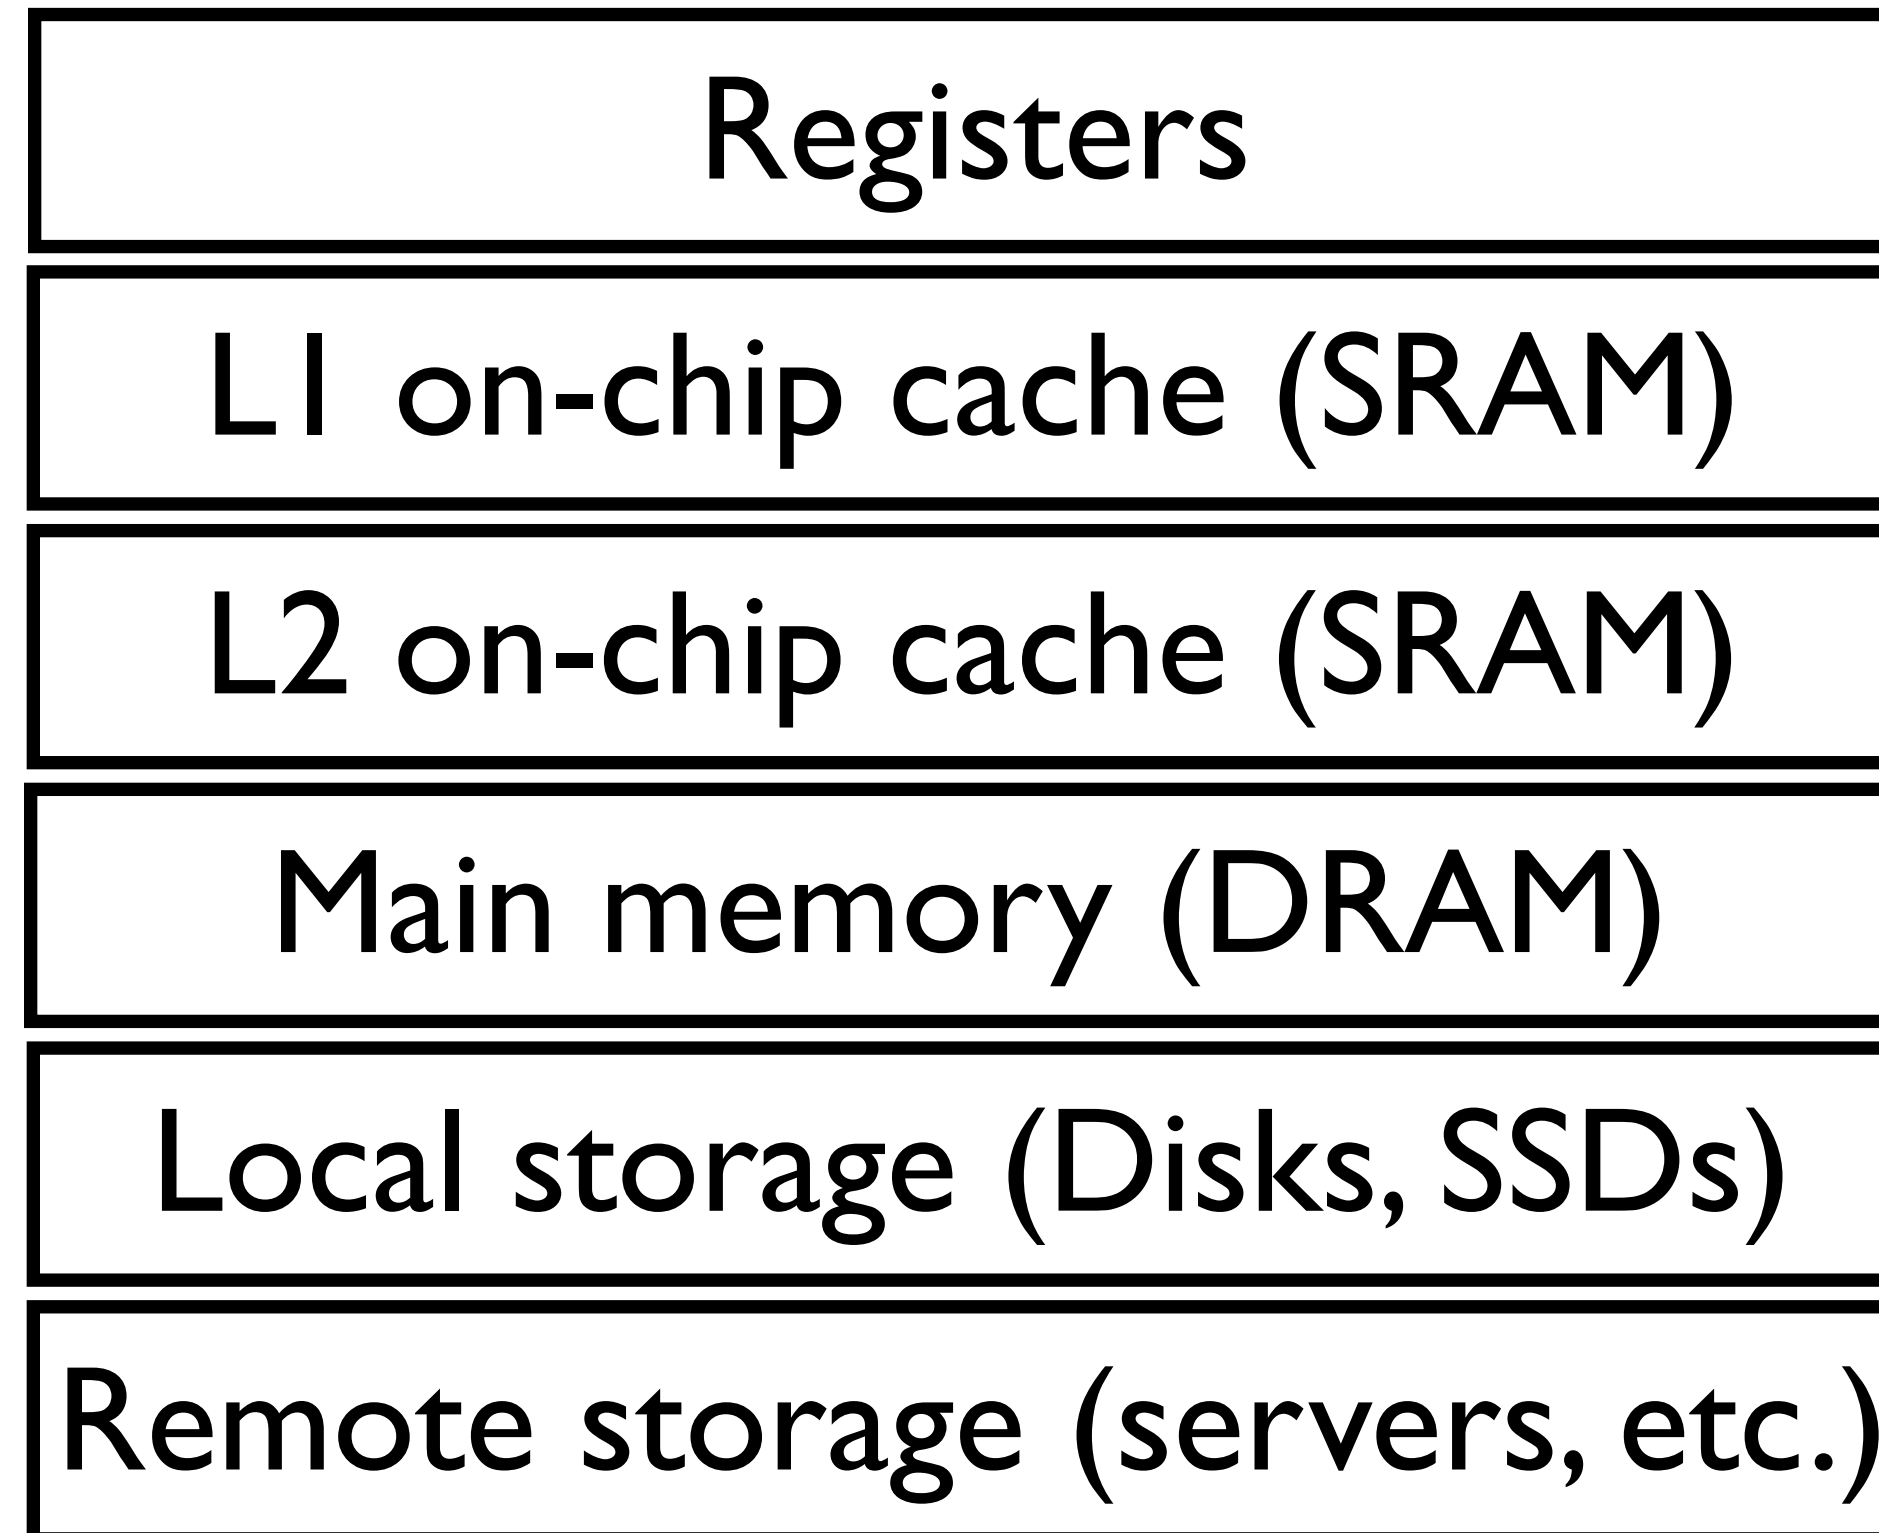 Registers
L1 on-chip cache (SRAM)
L2 on-chip cache (SRAM)
Main memory (DRAM)
Local storage (Disks, SSDs)
Remote storage (servers, etc.)